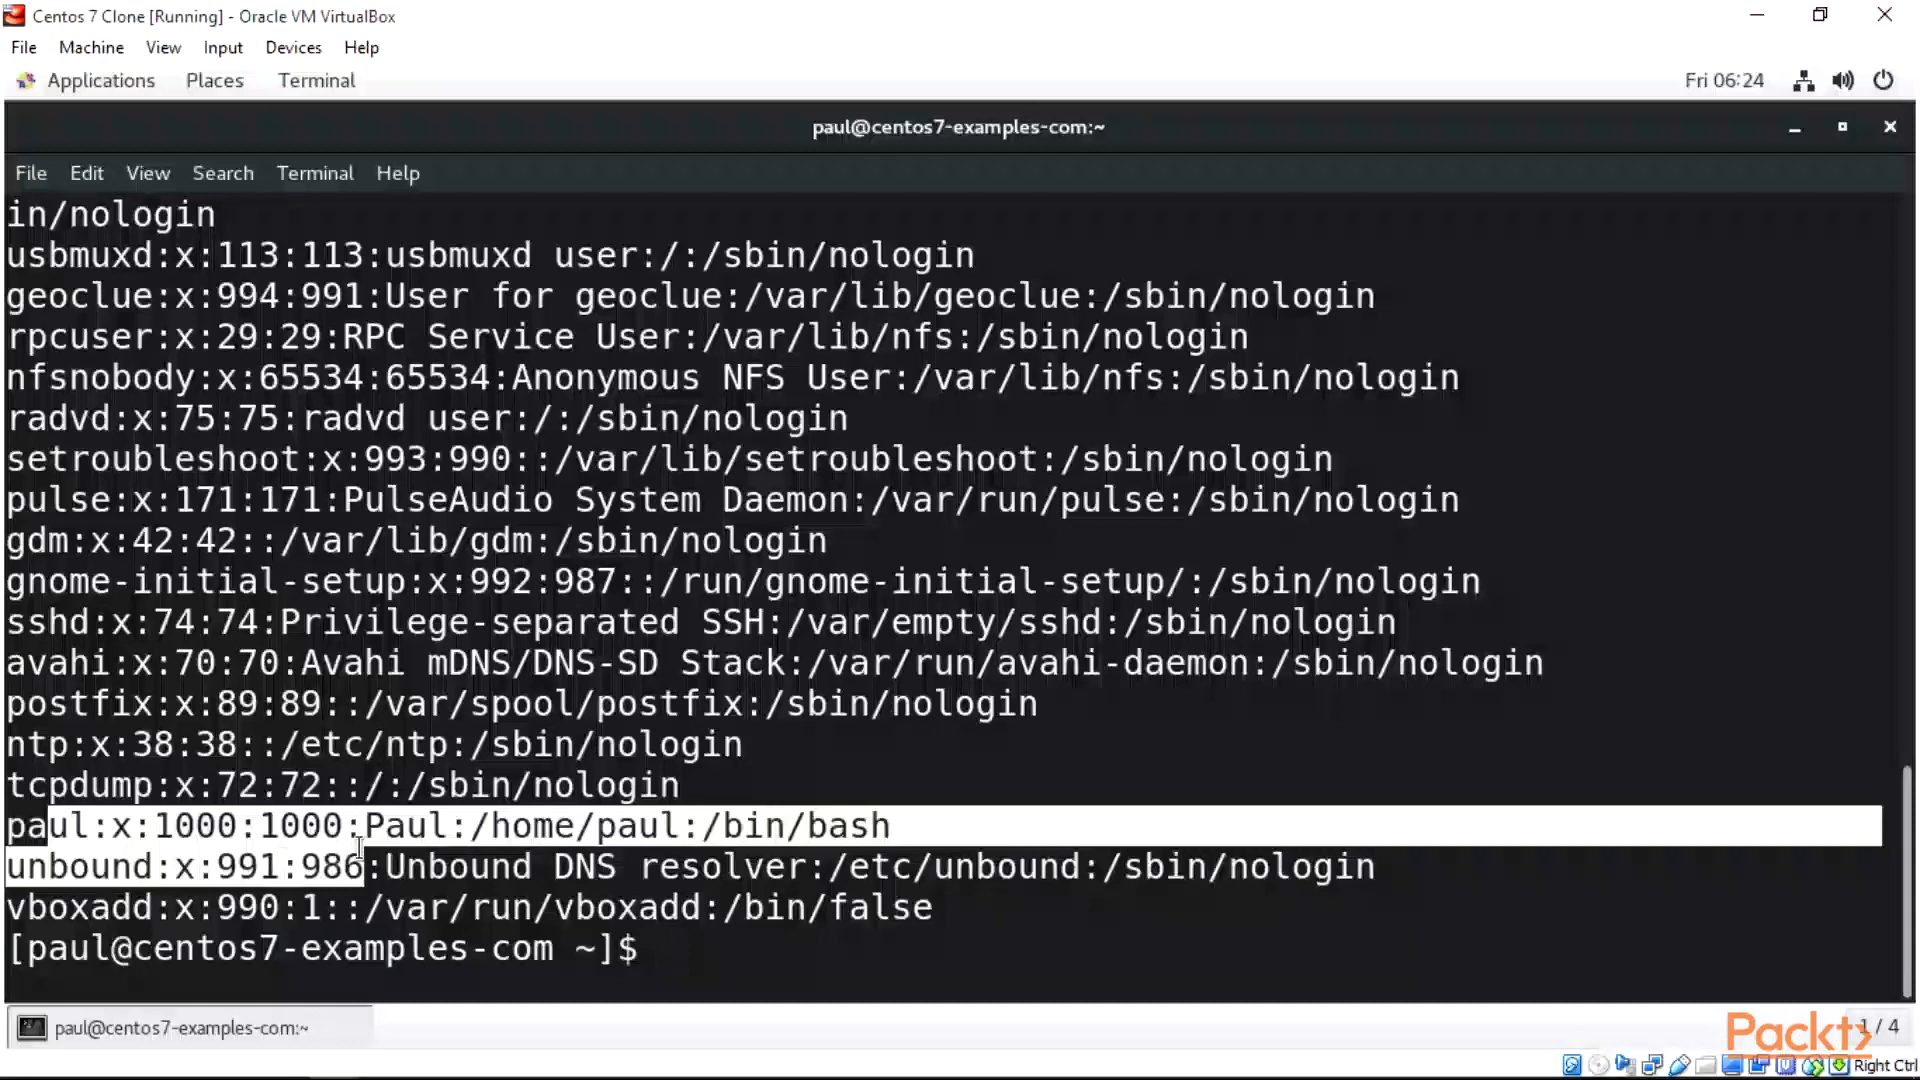 Centos 7 Clone [Running] - Oracle VM VirtualBox
File Machine View Input Devices Help
Applications Places Terminal Fri 06:24
paul@centos7-examples-com:~
File Edit View Search Terminal Help
in/nologin
usbmuxd:x:113:113:usbmuxd user:/:/sbin/nologin
geoclue:x:994:991:User for geoclue:/var/lib/geoclue:/sbin/nologin
rpcuser:x:29:29:RPC Service User:/var/lib/nfs:/sbin/nologin
nfsnobody:x:65534:65534:Anonymous NFS User:/var/lib/nfs:/sbin/nologin
radvd:x:75:75:radvd user:/:/sbin/nologin
setroubleshoot:x:993:990::/var/lib/setroubleshoot:/sbin/nologin
pulse:x:171:171:PulseAudio System Daemon:/var/run/pulse:/sbin/nologin
gdm:x:42:42::/var/lib/gdm:/sbin/nologin
gnome-initial-setup:x:992:987::/run/gnome-initial-setup/:/sbin/nologin
sshd:x:74:74:Privilege-separated SSH:/var/empty/sshd:/sbin/nologin
avahi:x:70:70:Avahi mDNS/DNS-SD Stack:/var/run/avahi-daemon:/sbin/nologin
postfix:x:89:89::/var/spool/postfix:/sbin/nologin
ntp:x:38:38::/etc/ntp:/sbin/nologin
tcpdump:x:72:72::/:/sbin/nologin
paul:x:1000:1000:Paul:/home/paul:/bin/bash
unbound:x:991:986:Unbound DNS resolver:/etc/unbound:/sbin/nologin
vboxadd:x:990:1::/var/run/vboxadd:/bin/false
[paul@centos7-examples-com ~]$
paul@centos7-examples-com:~
Packt> 1 / 4
Right Ctrl